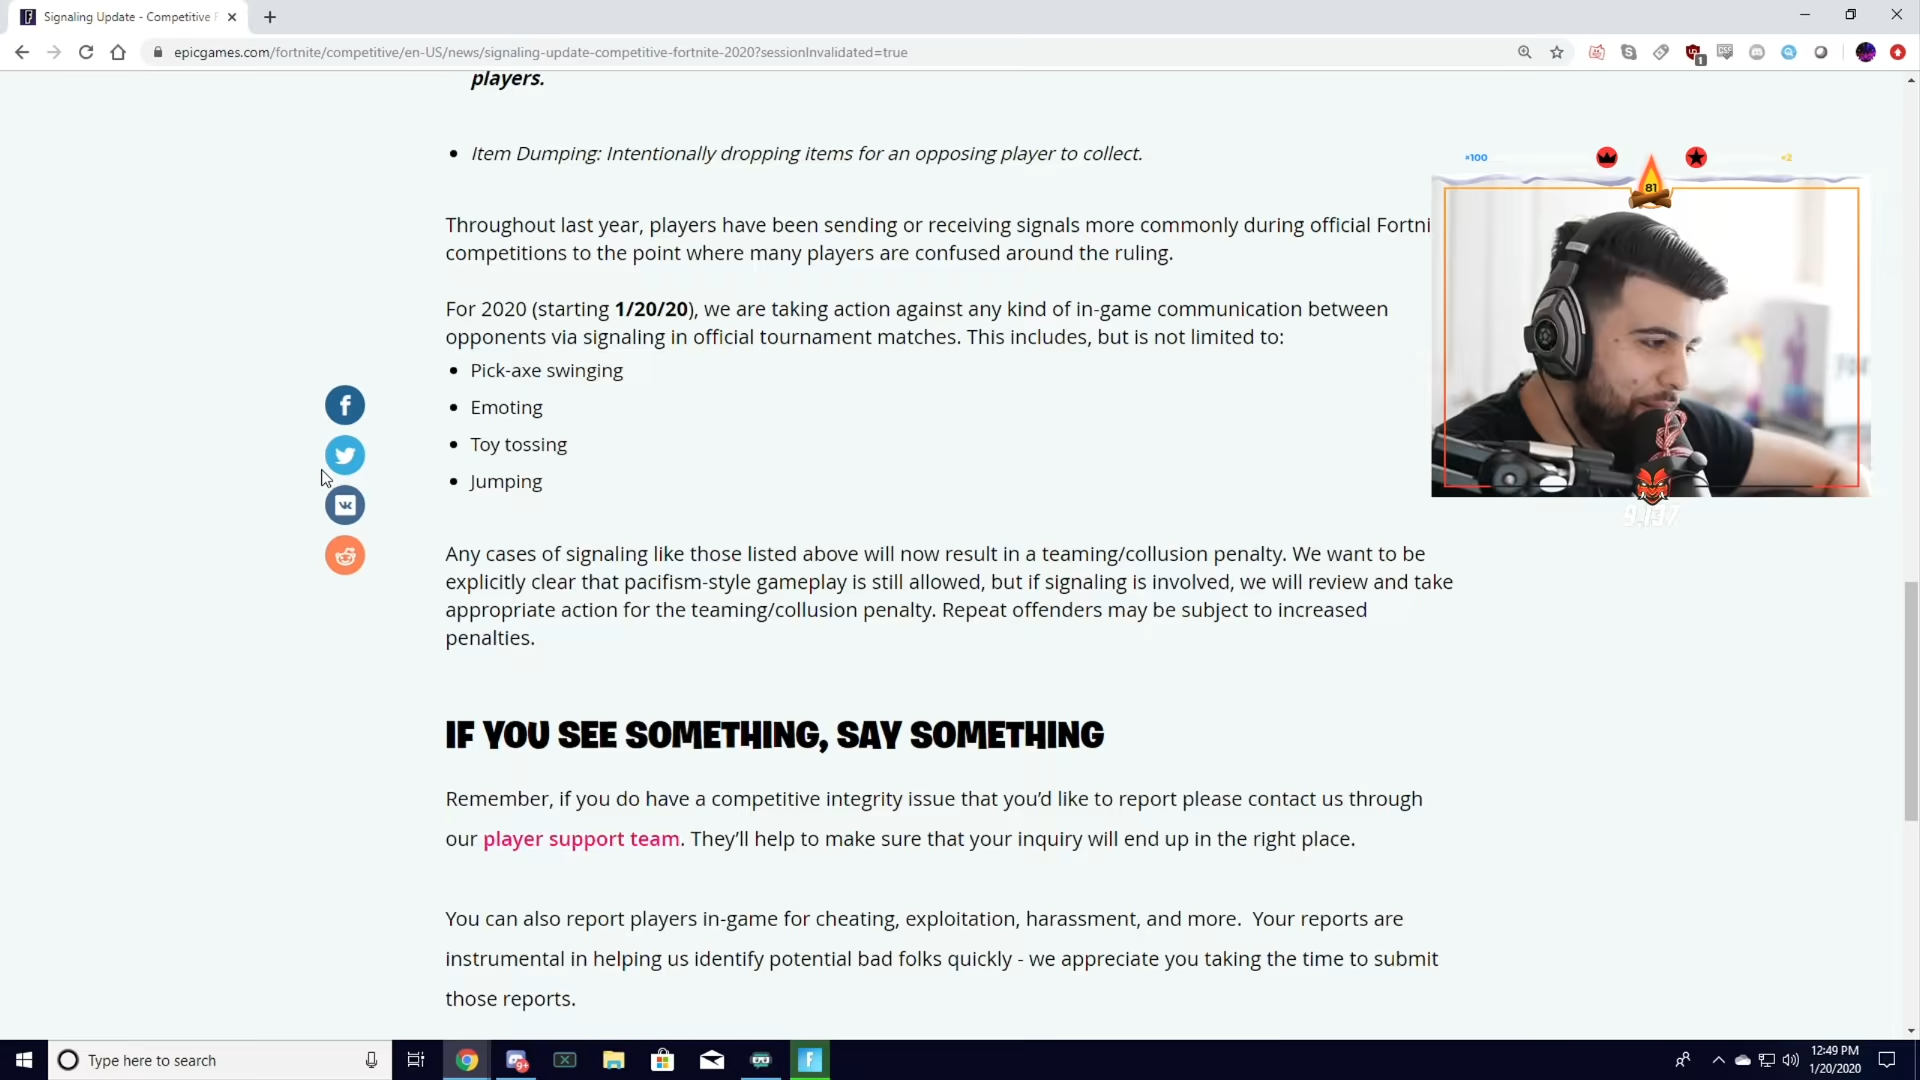 Signaling Update - Competitive F
epicgames.com/fortnite/competitive/en-US/news/signaling-update-competitive-fortnite-2020?sessionInvalidated=true
1
players.
• Item Dumping: Intentionally dropping items for an opposing player to collect.
×100
+2
81
Throughout last year, players have been sending or receiving signals more commonly during official Fortni
competitions to the point where many players are confused around the ruling.
For 2020 (starting 1/20/20), we are taking action against any kind of in-game communication between
opponents via signaling in official tournament matches. This includes, but is not limited to:
• Pick-axe swinging
• Emoting
• Toy tossing
• Jumping
9,137
Any cases of signaling like those listed above will now result in a teaming/collusion penalty. We want to be
explicitly clear that pacifism-style gameplay is still allowed, but if signaling is involved, we will review and take
appropriate action for the teaming/collusion penalty. Repeat offenders may be subject to increased
penalties.
IF YOU SEE SOMETHING, SAY SOMETHING
Remember, if you do have a competitive integrity issue that you’d like to report please contact us through
our player support team. They’ll help to make sure that your inquiry will end up in the right place.
You can also report players in-game for cheating, exploitation, harassment, and more.  Your reports are
instrumental in helping us identify potential bad folks quickly - we appreciate you taking the time to submit
those reports.
Type here to search
9+
12:49 PM
1/20/2020